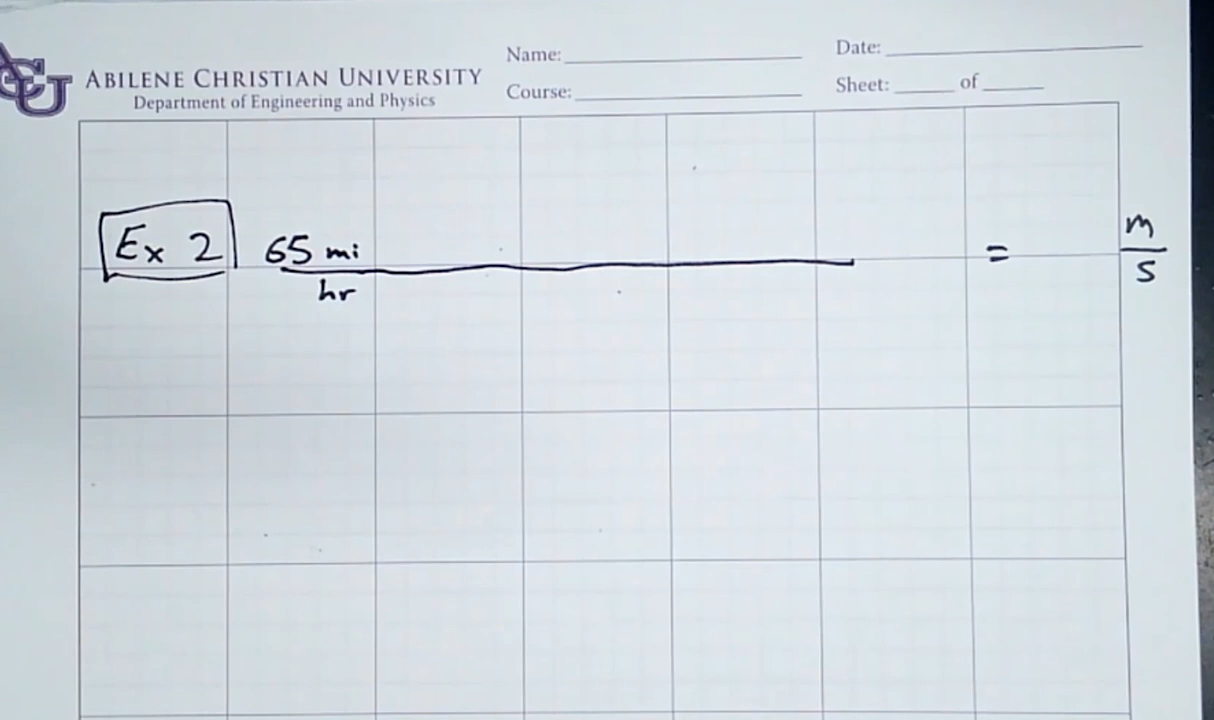 ACU
ABILENE CHRISTIAN UNIVERSITY
Department of Engineering and Physics
Name:
Course:
Date:
Sheet: of
Ex 2 65 mi = m
hr s